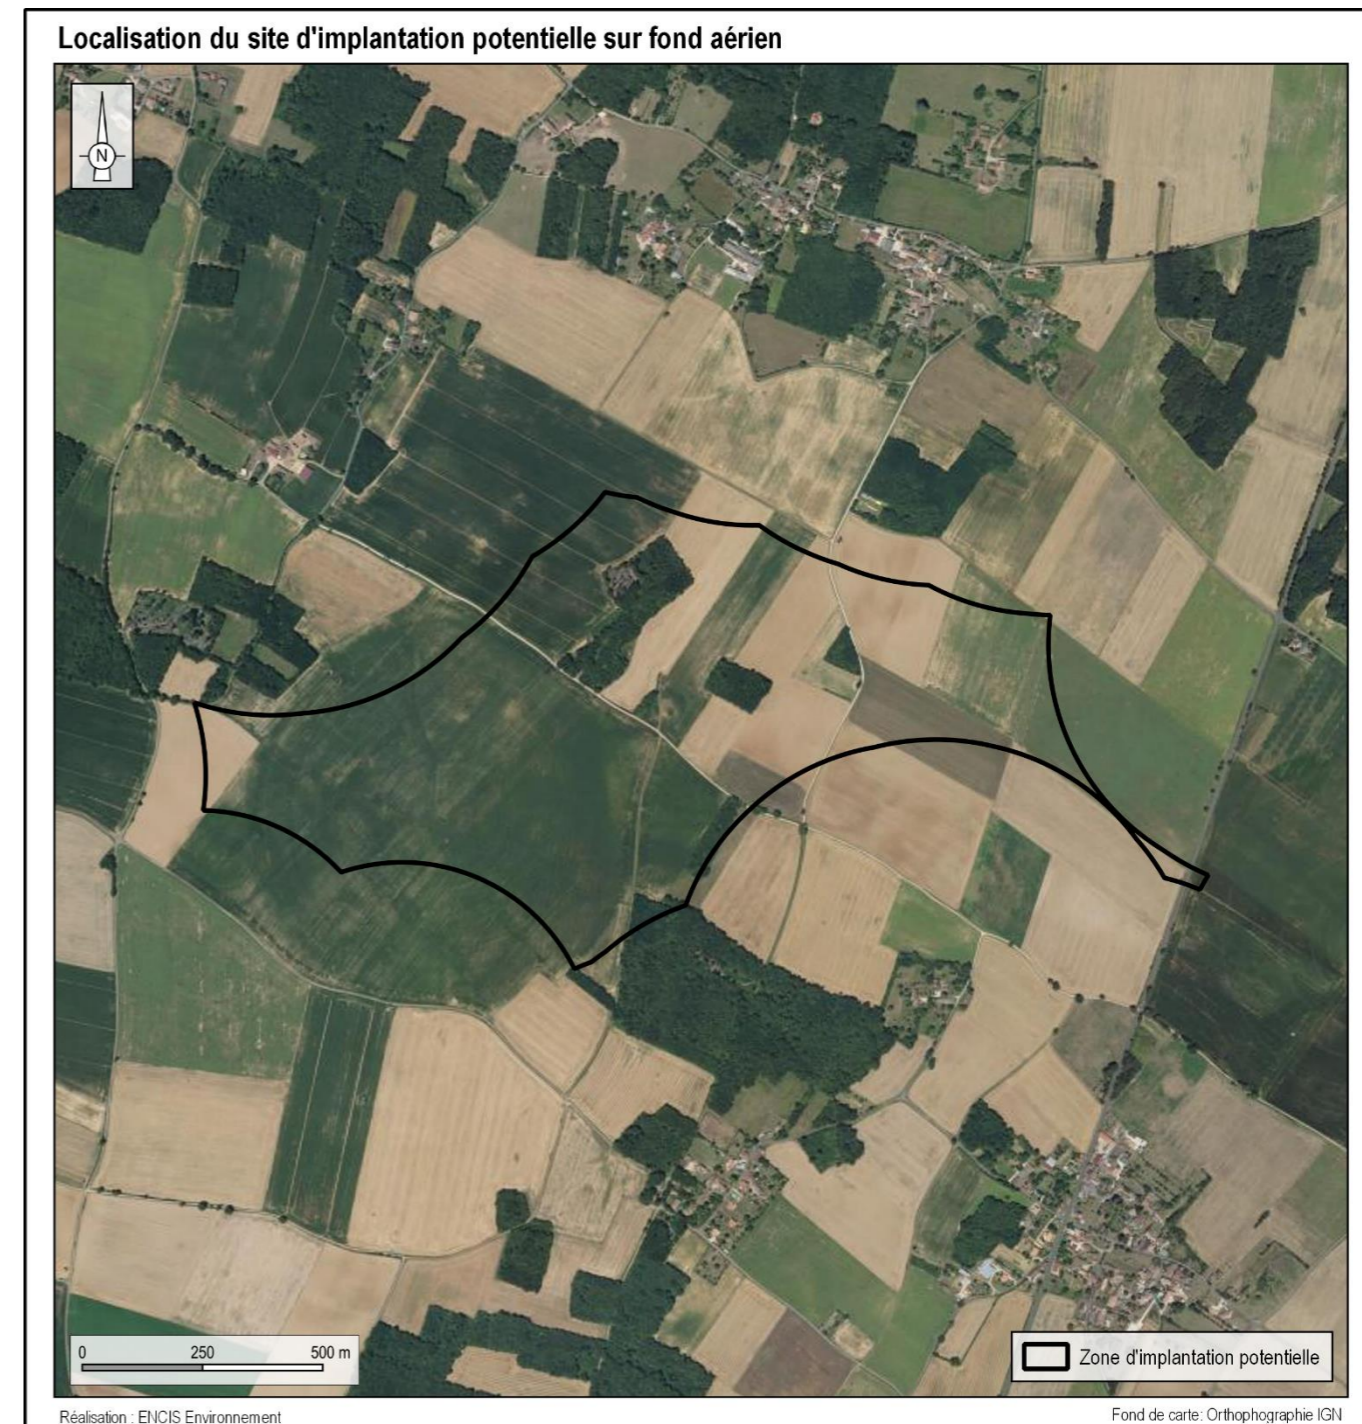 Localisation du site d'implantation potentielle sur fond aérien
N
0 250 500 m
Zone d'implantation potentielle
Réalisation : ENCIS Environnement
Fond de carte: Orthophographie IGN